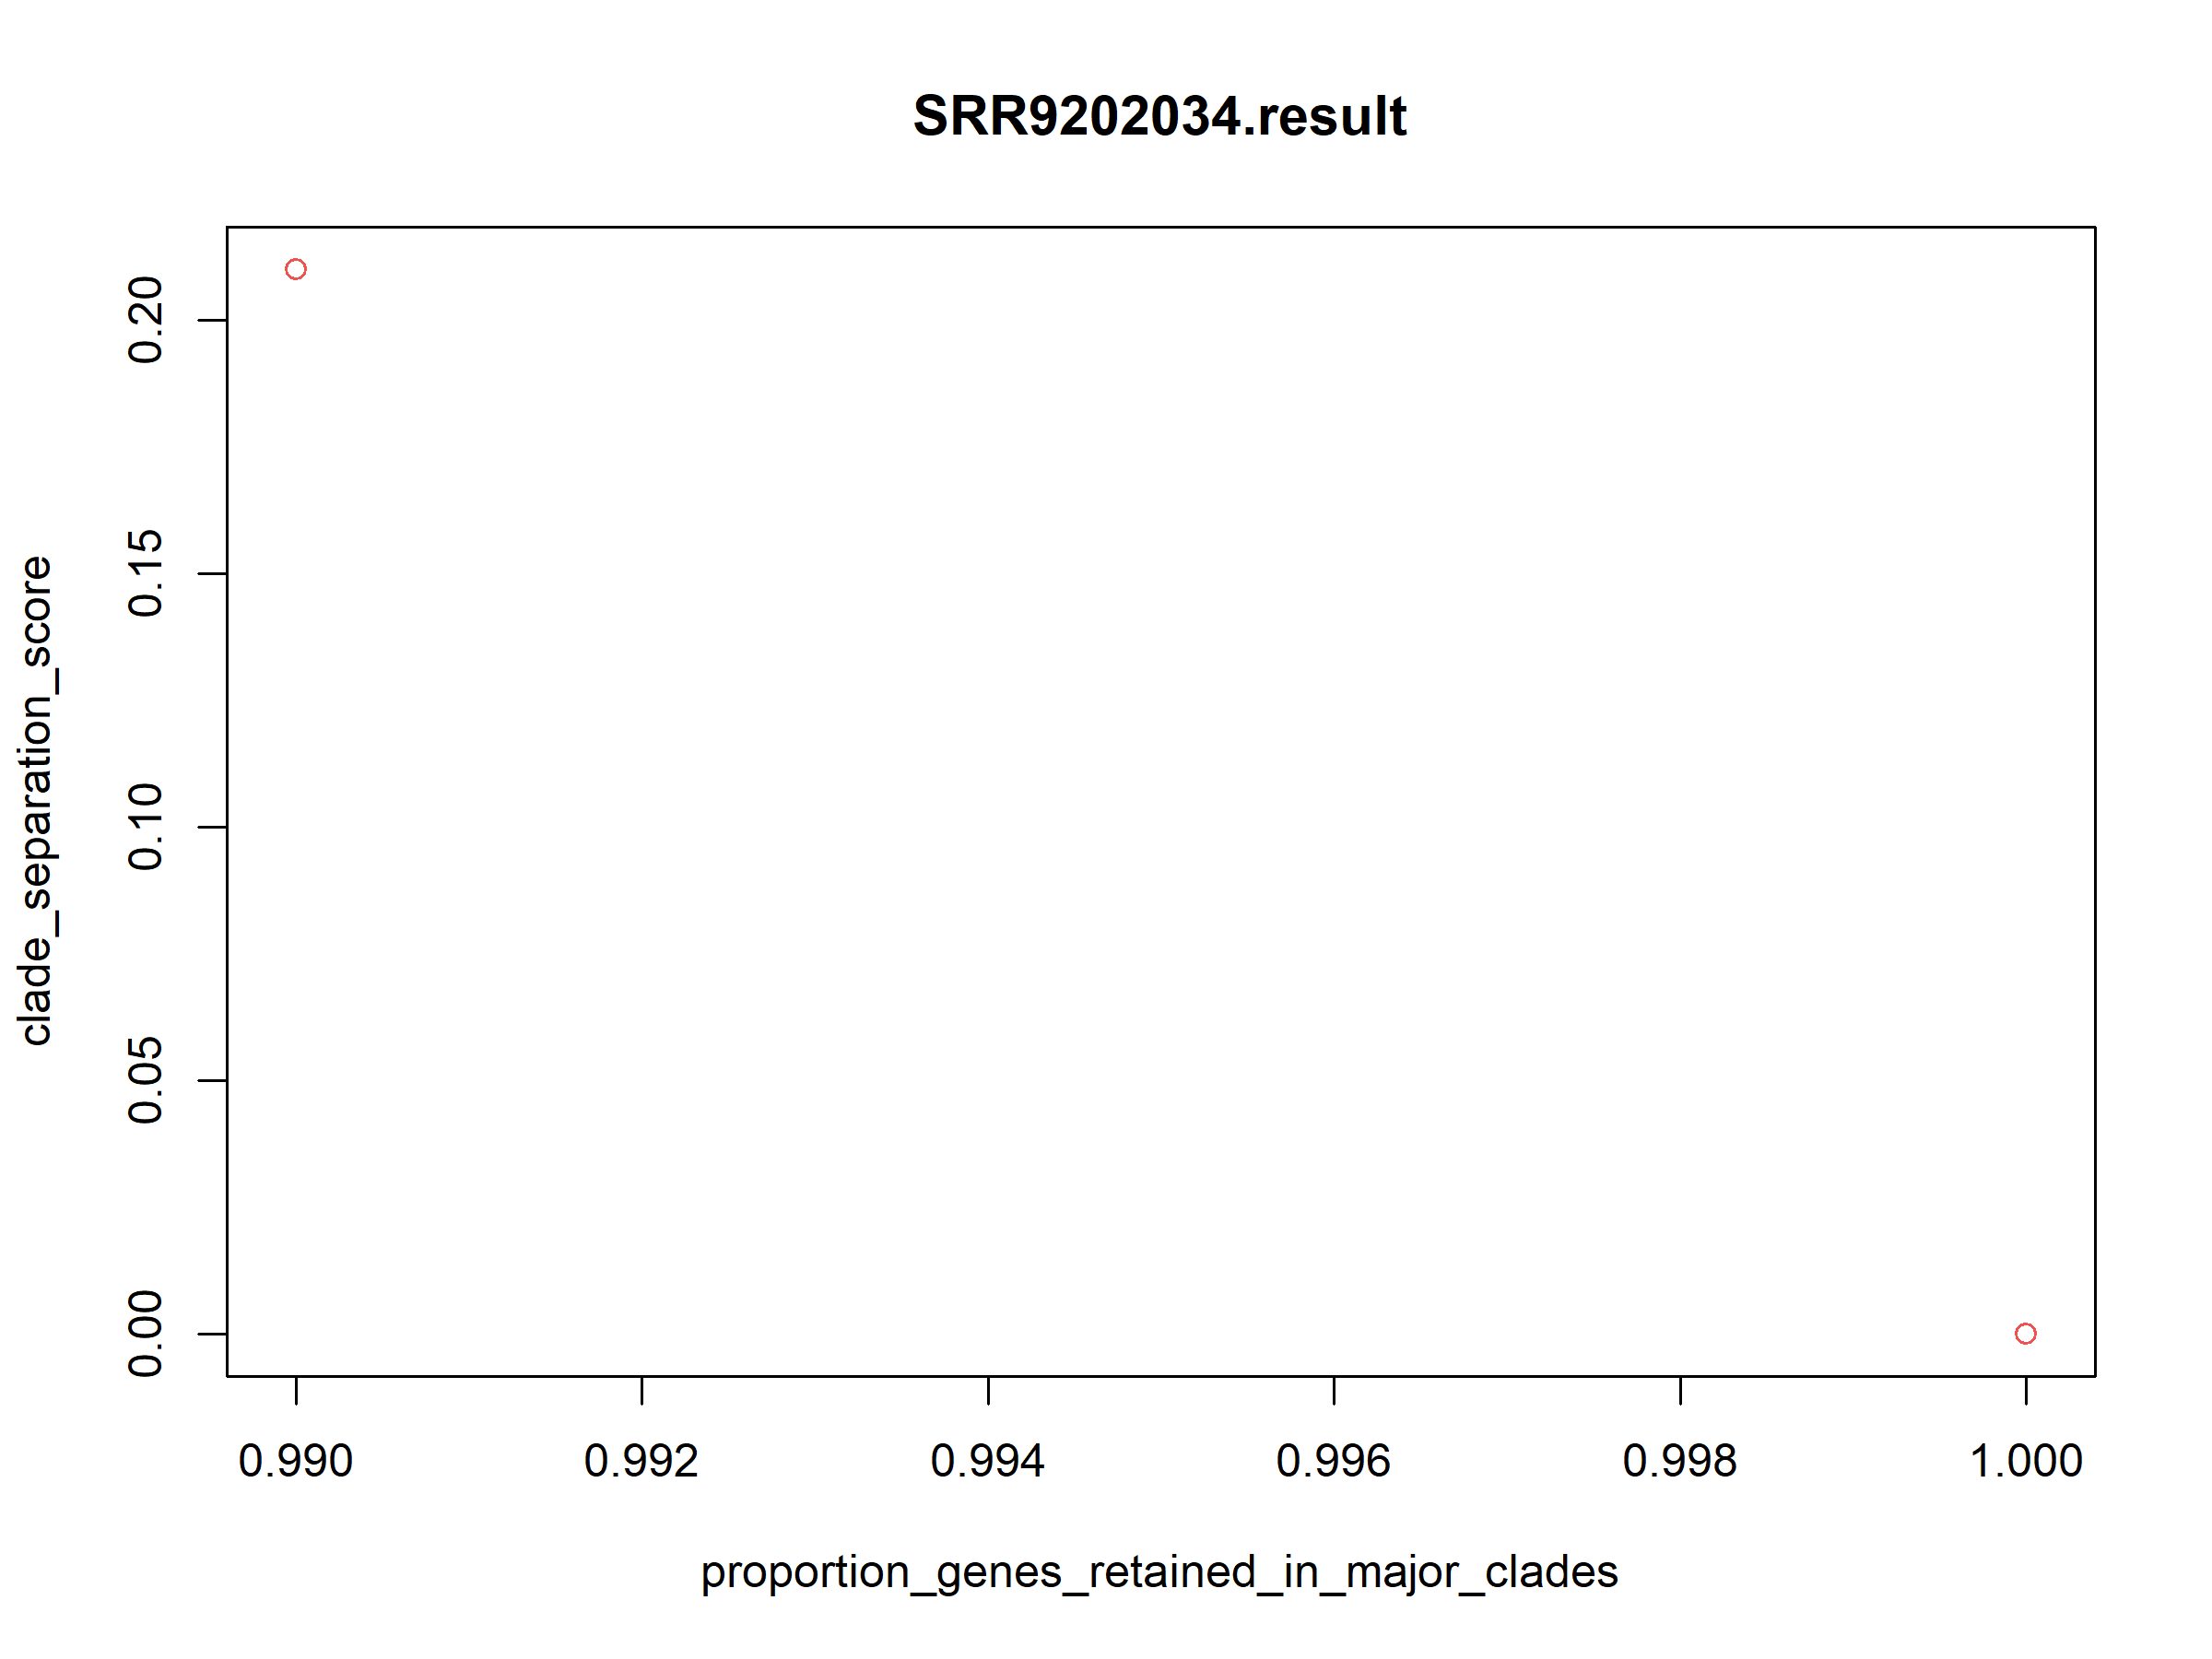 SRR9202034.result
clade_separation_score
0.20
0.15
0.10
0.05
0.00
0.990 0.992 0.994 0.996 0.998 1.000
proportion_genes_retained_in_major_clades